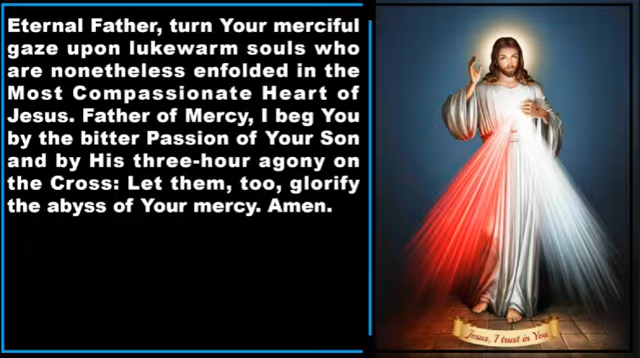 Eternal Father, turn Your merciful
gaze upon lukewarm souls who
are nonetheless enfolded in the
Most Compassionate Heart of
Jesus. Father of Mercy, I beg You
by the bitter Passion of Your Son
and by His three-hour agony on
the Cross: Let them, too, glorify
the abyss of Your mercy. Amen.
Jesus, I trust in You